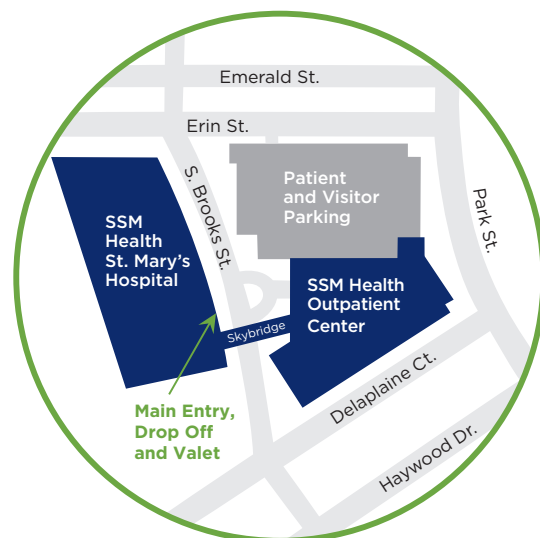 Emerald St.
Erin St.
S. Brooks St.
Patient
and Visitor
Parking
Park St.
SSM
Health
St. Mary's
Hospital
SSM Health
Outpatient
Center
Skybridge
Main Entry,
Drop Off
and Valet
Delaplaine Ct.
Haywood Dr.